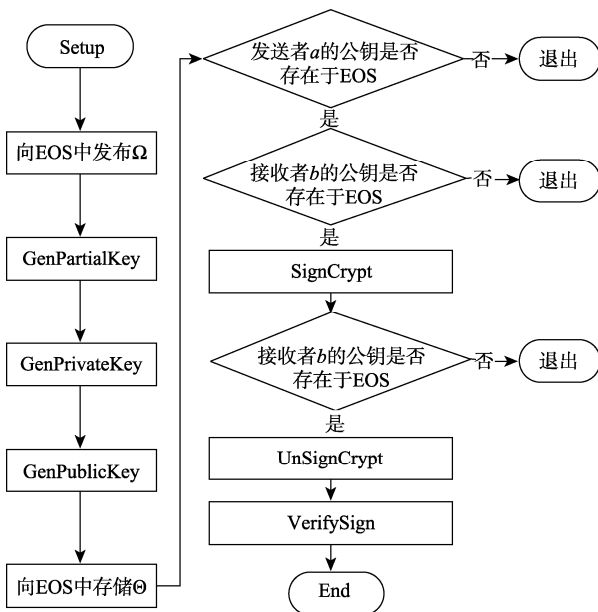 Setup
向EOS中发布Ω
GenPartialKey
GenPrivateKey
GenPublicKey
向EOS中存储Θ
发送者a的公钥是否
存在于EOS
否
退出
是
接收者b的公钥是否
存在于EOS
否
退出
是
SignCrypt
接收者b的公钥是否
存在于EOS
否
退出
是
UnSignCrypt
VerifySign
End